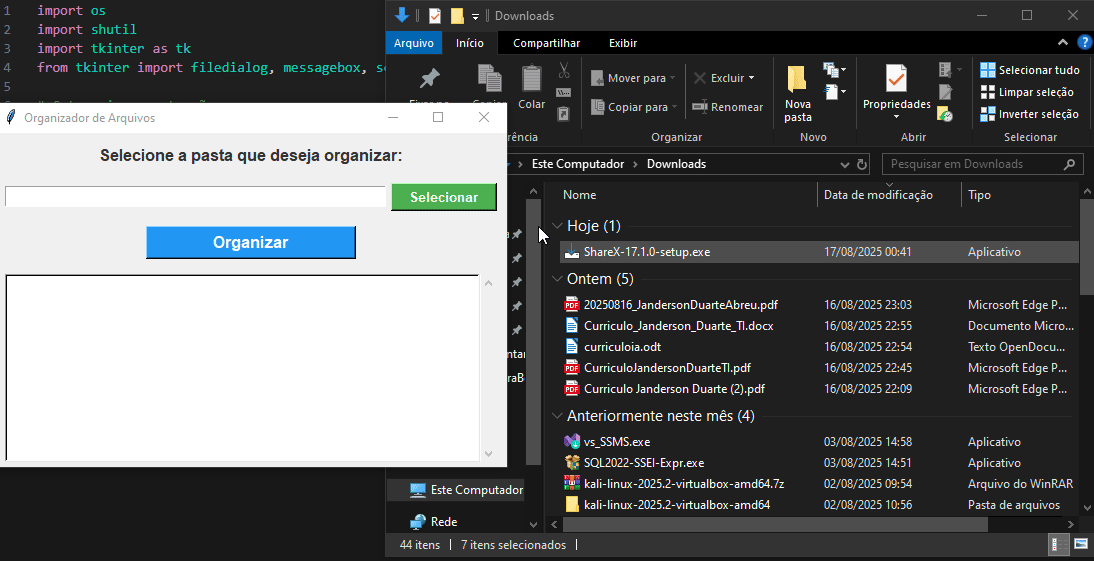 1 import os
2 import shutil
3 import tkinter as tk
4 from tkinter import filedialog, messagebox,
5
Organizador de Arquivos
Selecione a pasta que deseja organizar:
Selecionar
Organizar
Downloads
Arquivo Início Compartilhar Exibir
Colar
Mover para
Copiar para
Excluir
Renomear
Organizar
Nova pasta
Novo
Propriedades
Abrir
Selecionar tudo
Limpar seleção
Inverter seleção
Selecionar
Este Computador > Downloads
Pesquisar em Downloads
Nome Data de modificação Tipo
Hoje (1)
ShareX-17.1.0-setup.exe 17/08/2025 00:41 Aplicativo
Ontem (5)
20250816_JandersonDuarteAbreu.pdf 16/08/2025 23:03 Microsoft Edge P...
Curriculo_Janderson_Duarte_TI.docx 16/08/2025 22:55 Documento Micro...
curriculoia.odt 16/08/2025 22:54 Texto OpenDocu...
CurriculoJandersonDuarteTI.pdf 16/08/2025 22:45 Microsoft Edge P...
Curriculo Janderson Duarte (2).pdf 16/08/2025 22:09 Microsoft Edge P...
Anteriormente neste mês (4)
vs_SSMS.exe 03/08/2025 14:58 Aplicativo
SQL2022-SSEI-Expr.exe 03/08/2025 14:51 Aplicativo
kali-linux-2025.2-virtualbox-amd64.7z 02/08/2025 09:54 Arquivo do WinRAR
kali-linux-2025.2-virtualbox-amd64 02/08/2025 10:56 Pasta de arquivos
Este Computador
Rede
44 itens 7 itens selecionados